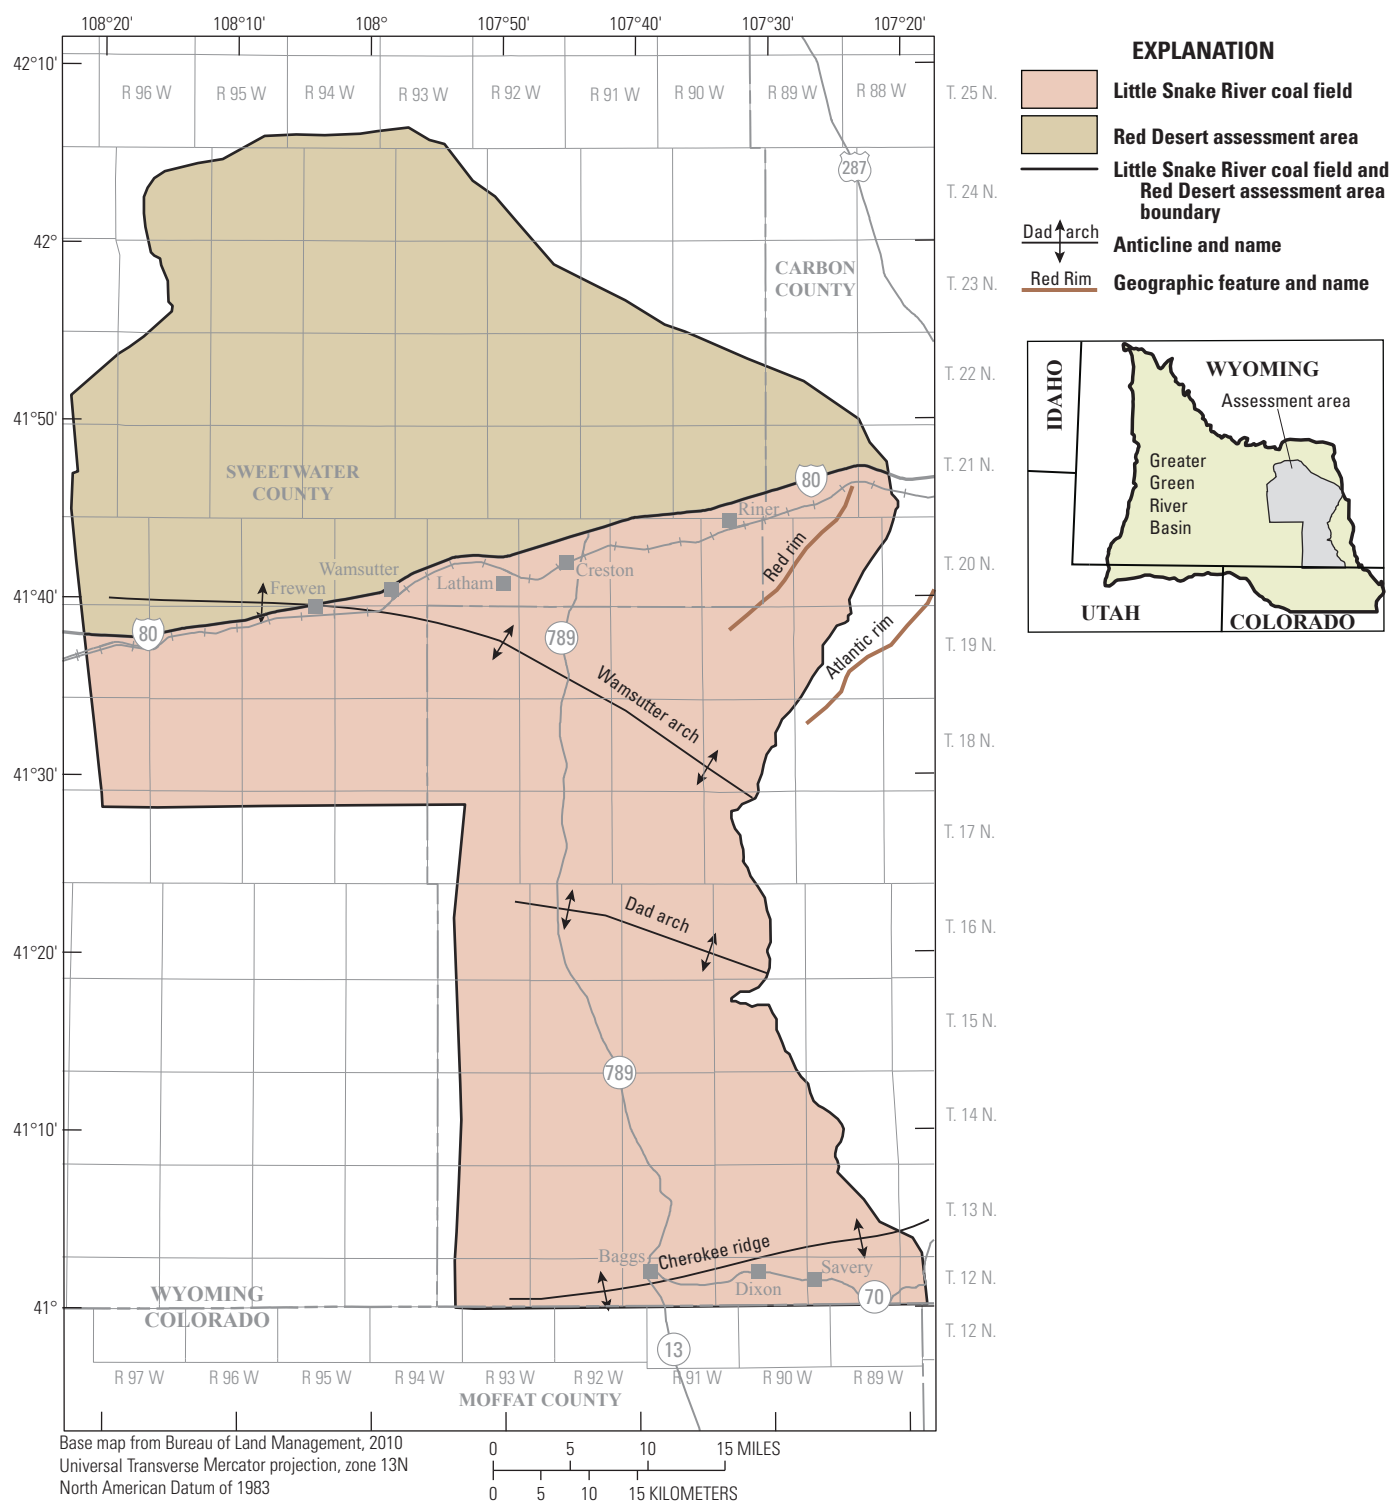 108°20' 108°10' 108° 107°50' 107°40' 107°30' 107°20'
42°10'
R 96 W R 95 W R 94 W R 93 W R 92 W R 91 W R 90 W R 89 W R 88 W
T. 25 N.
287
T. 24 N.
42°
CARBON
COUNTY
T. 23 N.
T. 22 N.
41°50'
SWEETWATER
COUNTY
T. 21 N.
80
Riner
Red rim
Wamsutter
Frewen
Latham
Creston
T. 20 N.
41°40'
80
789
Atlantic rim
T. 19 N.
Wamsutter arch
T. 18 N.
41°30'
T. 17 N.
Dad arch
T. 16 N.
41°20'
T. 15 N.
789
T. 14 N.
41°10'
T. 13 N.
Cherokee ridge
Baggs
Dixon
Savery
T. 12 N.
70
41°
WYOMING
COLORADO
T. 12 N.
13
R 97 W R 96 W R 95 W R 94 W R 93 W R 92 W R 91 W R 90 W R 89 W
MOFFAT COUNTY
Base map from Bureau of Land Management, 2010
Universal Transverse Mercator projection, zone 13N
North American Datum of 1983
0 5 10 15 MILES
0 5 10 15 KILOMETERS
EXPLANATION
Little Snake River coal field
Red Desert assessment area
Little Snake River coal field and
Red Desert assessment area
boundary
Dad arch
Anticline and name
Red Rim
Geographic feature and name
IDAHO
WYOMING
Assessment area
Greater
Green
River
Basin
UTAH
COLORADO